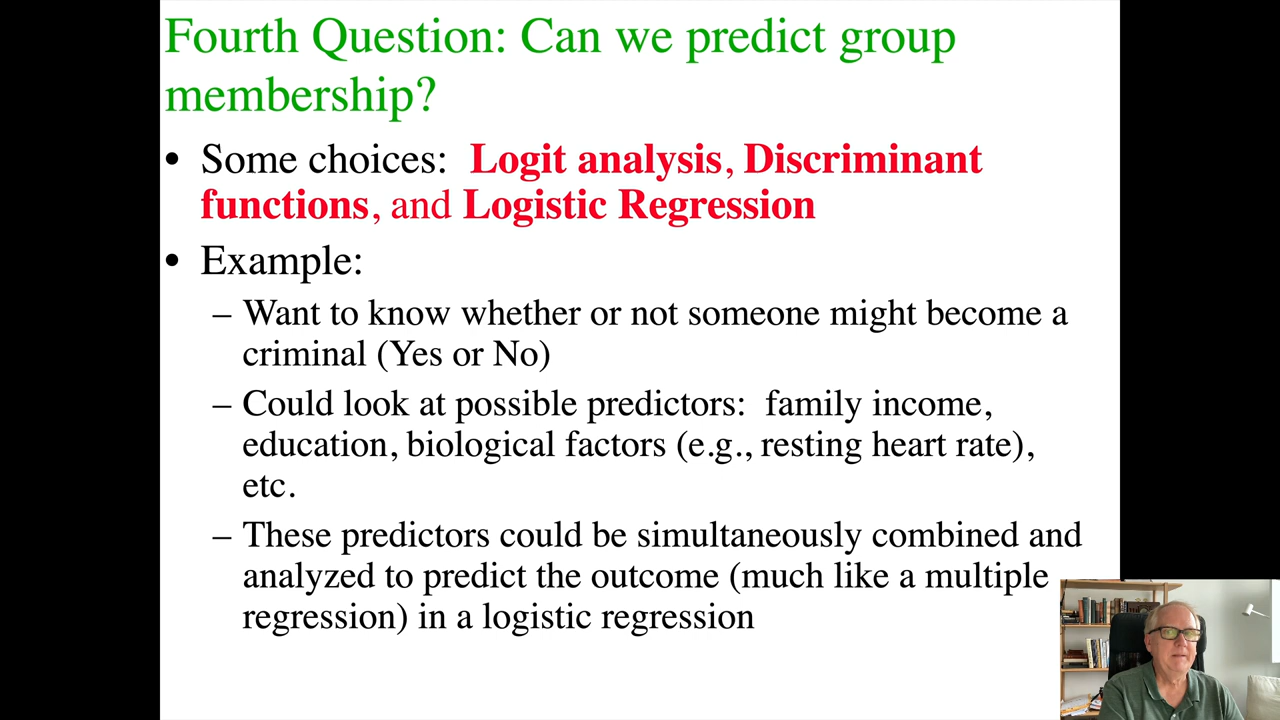 Fourth Question: Can we predict group
membership?
• Some choices: Logit analysis, Discriminant
functions, and Logistic Regression
• Example:
– Want to know whether or not someone might become a
criminal (Yes or No)
– Could look at possible predictors: family income,
education, biological factors (e.g., resting heart rate),
etc.
– These predictors could be simultaneously combined and
analyzed to predict the outcome (much like a multiple
regression) in a logistic regression